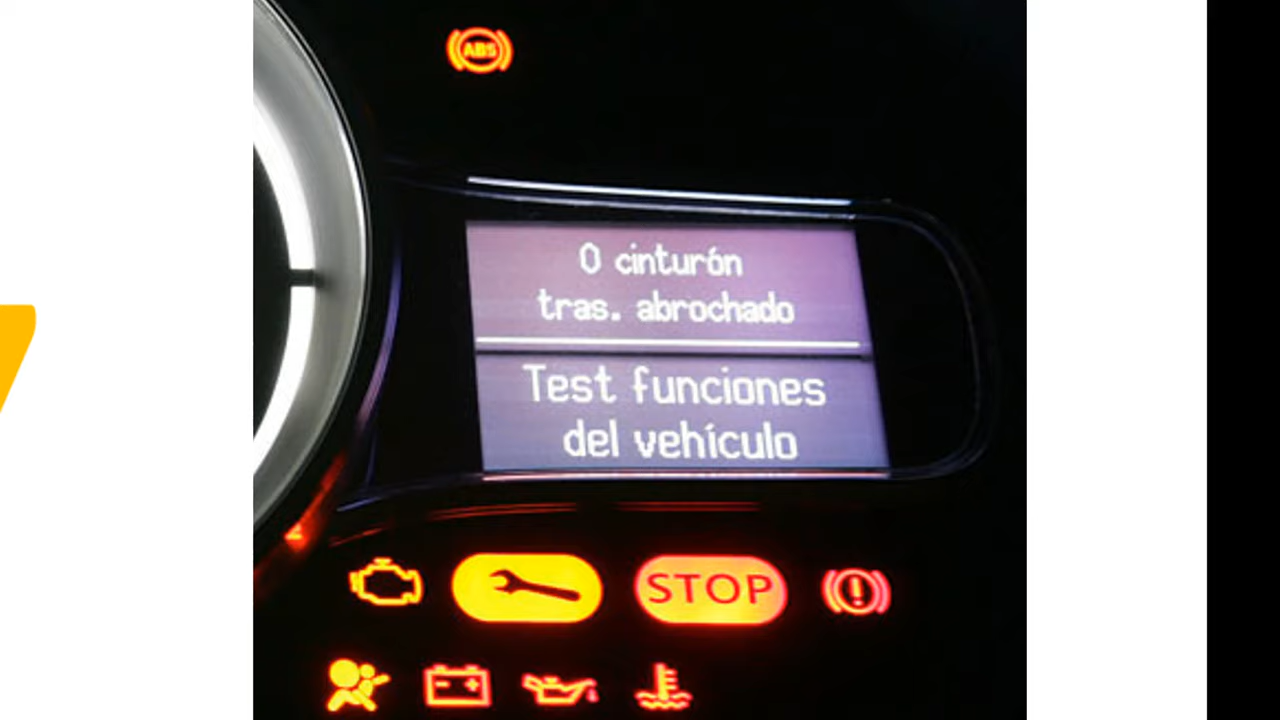 ABS
0 cinturón
tras. abrochado
Test funciones
del vehículo
STOP